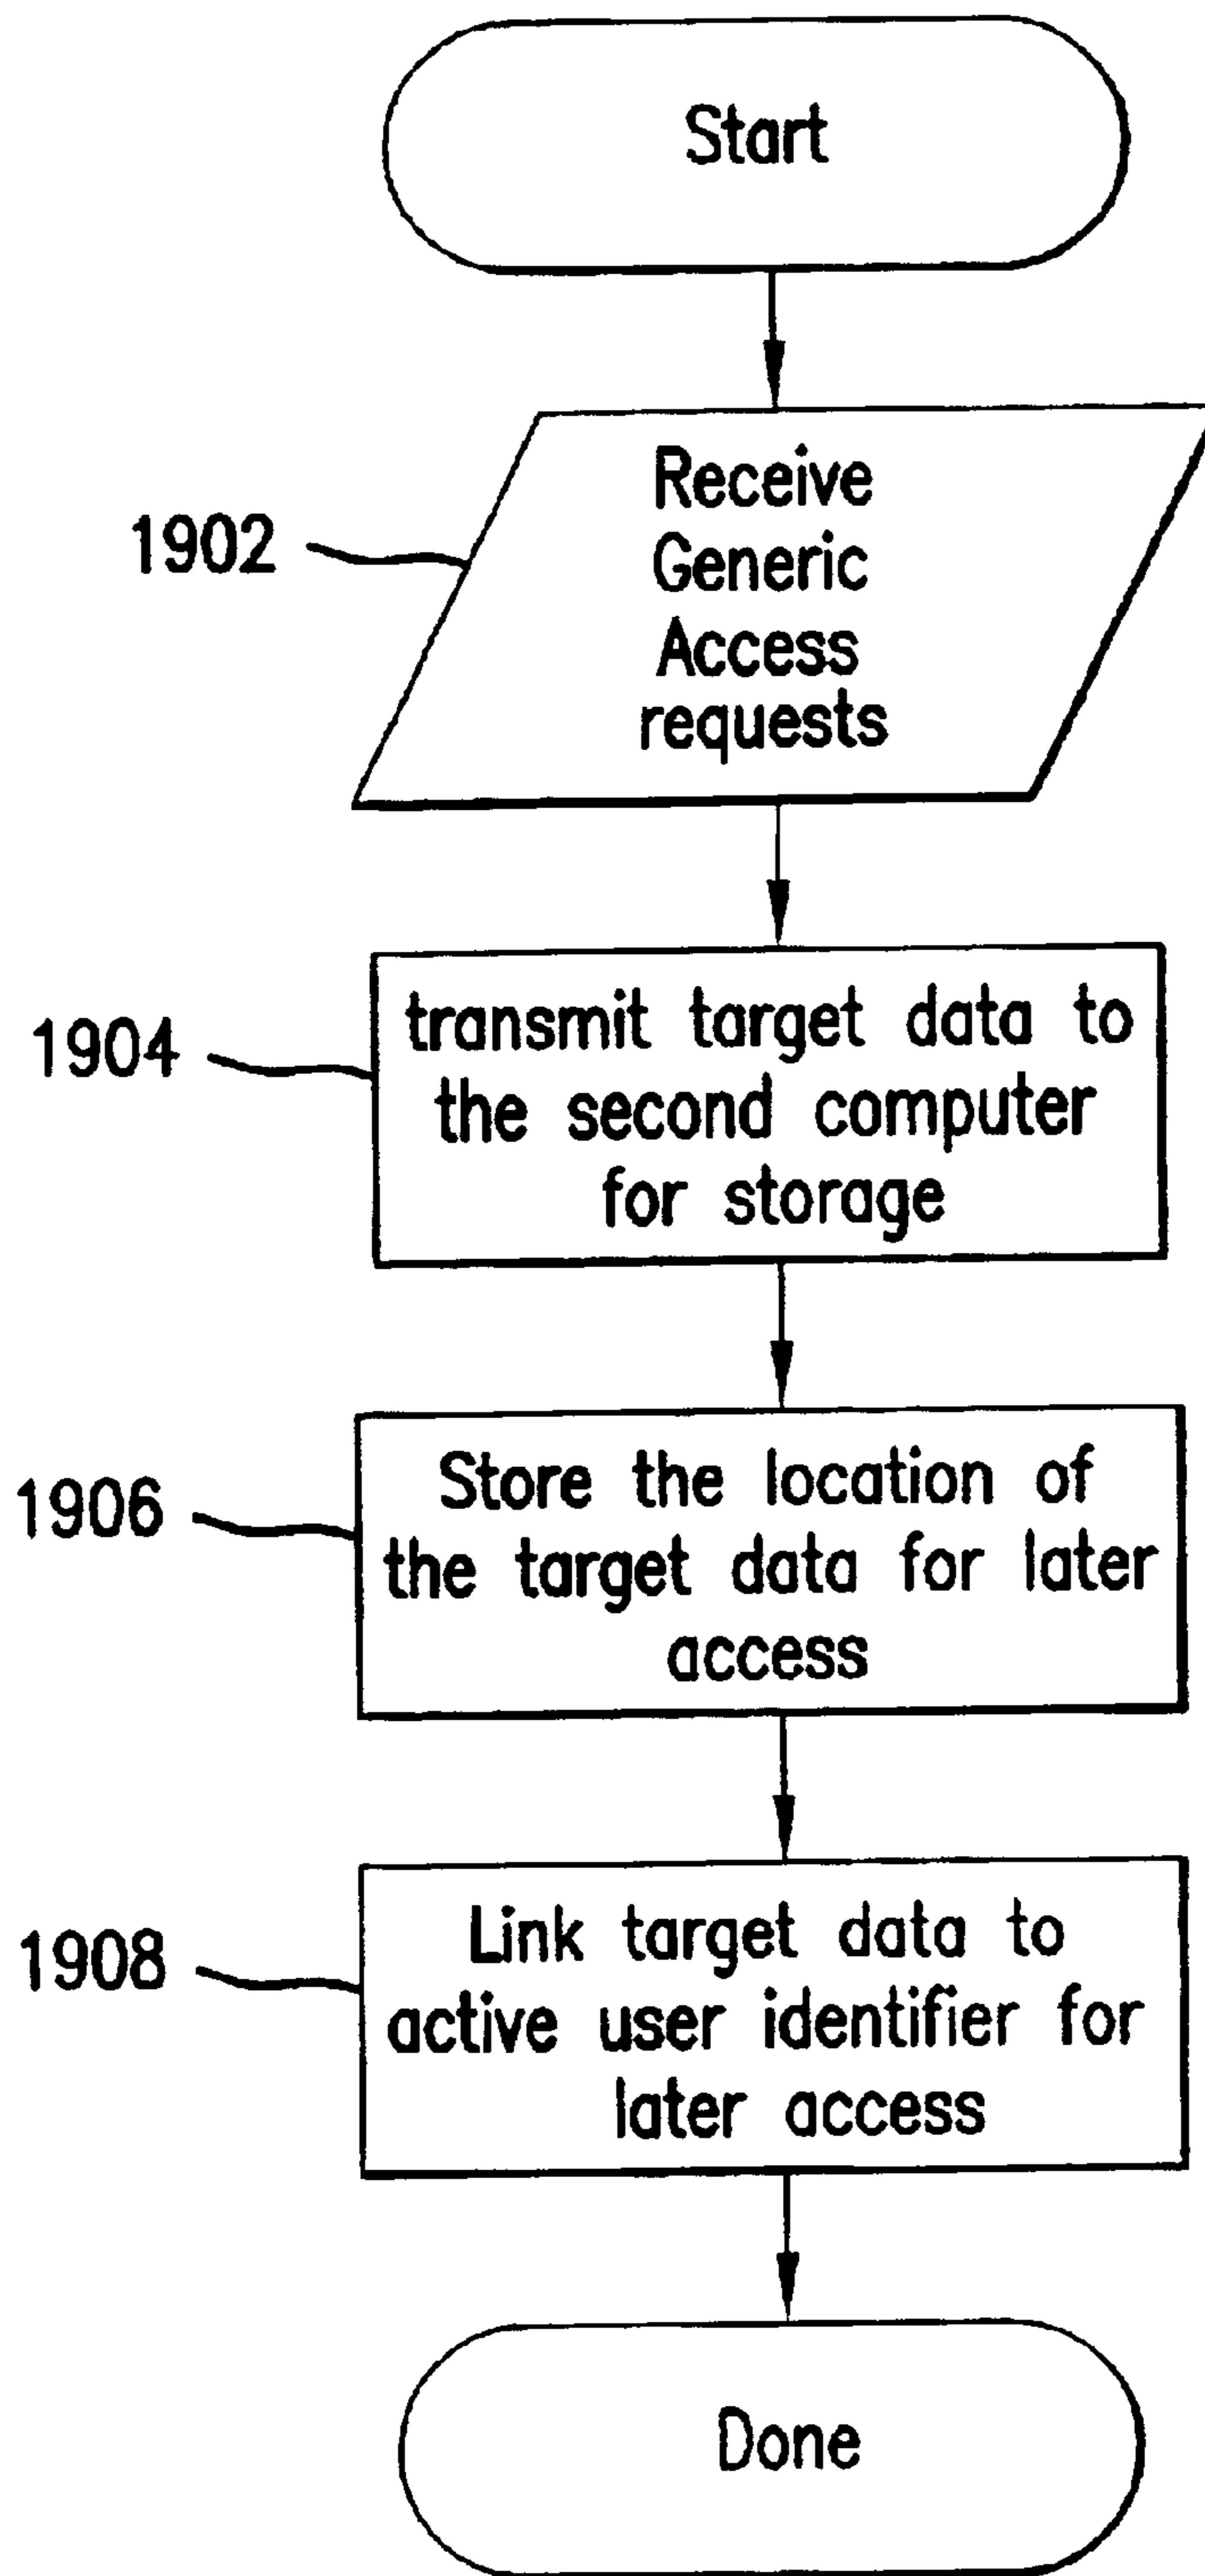 Start
1902
Receive
Generic
Access
requests
1904
transmit target data to
the second computer
for storage
1906
Store the location of
the target data for later
access
1908
Link target data to
active user identifier for
later access
Done